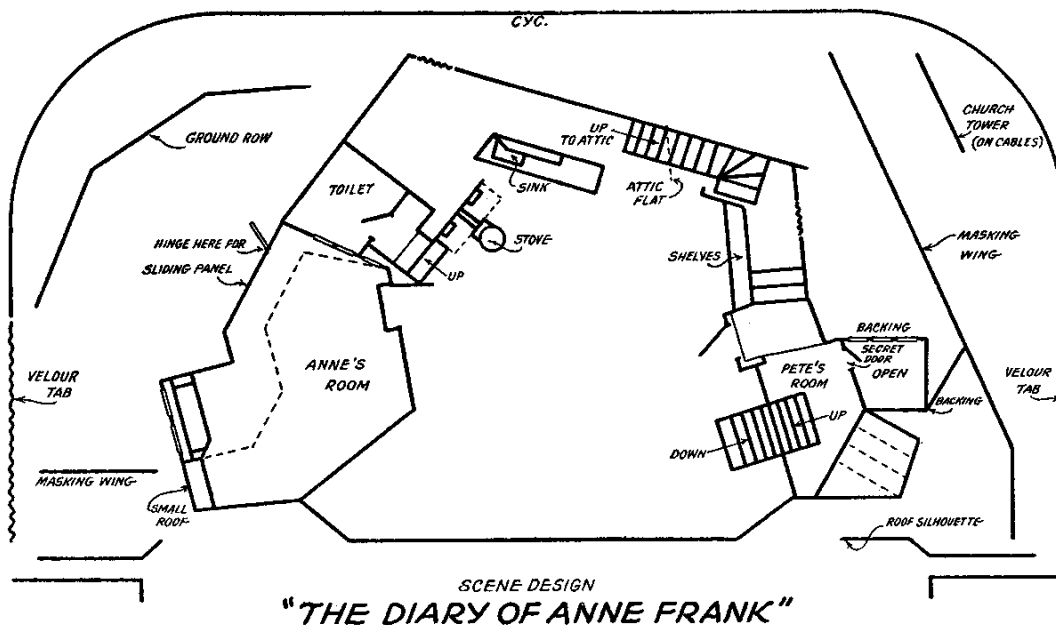 CYC.
GROUND ROW
UP
TO ATTIC
CHURCH
TOWER
(ON CABLES)
TOILET
SINK
ATTIC
FLAT
HINGE HERE FOR
SLIDING PANEL
STOVE
UP
SHELVES
MASKING
WING
BACKING
SECRET
DOOR
OPEN
ANNE'S
ROOM
PETE'S
ROOM
VELOUR
TAB
VELOUR
TAB
BACKING
UP
DOWN
MASKING WING
SMALL
ROOF
ROOF SILHOUETTE
SCENE DESIGN
"THE DIARY OF ANNE FRANK"